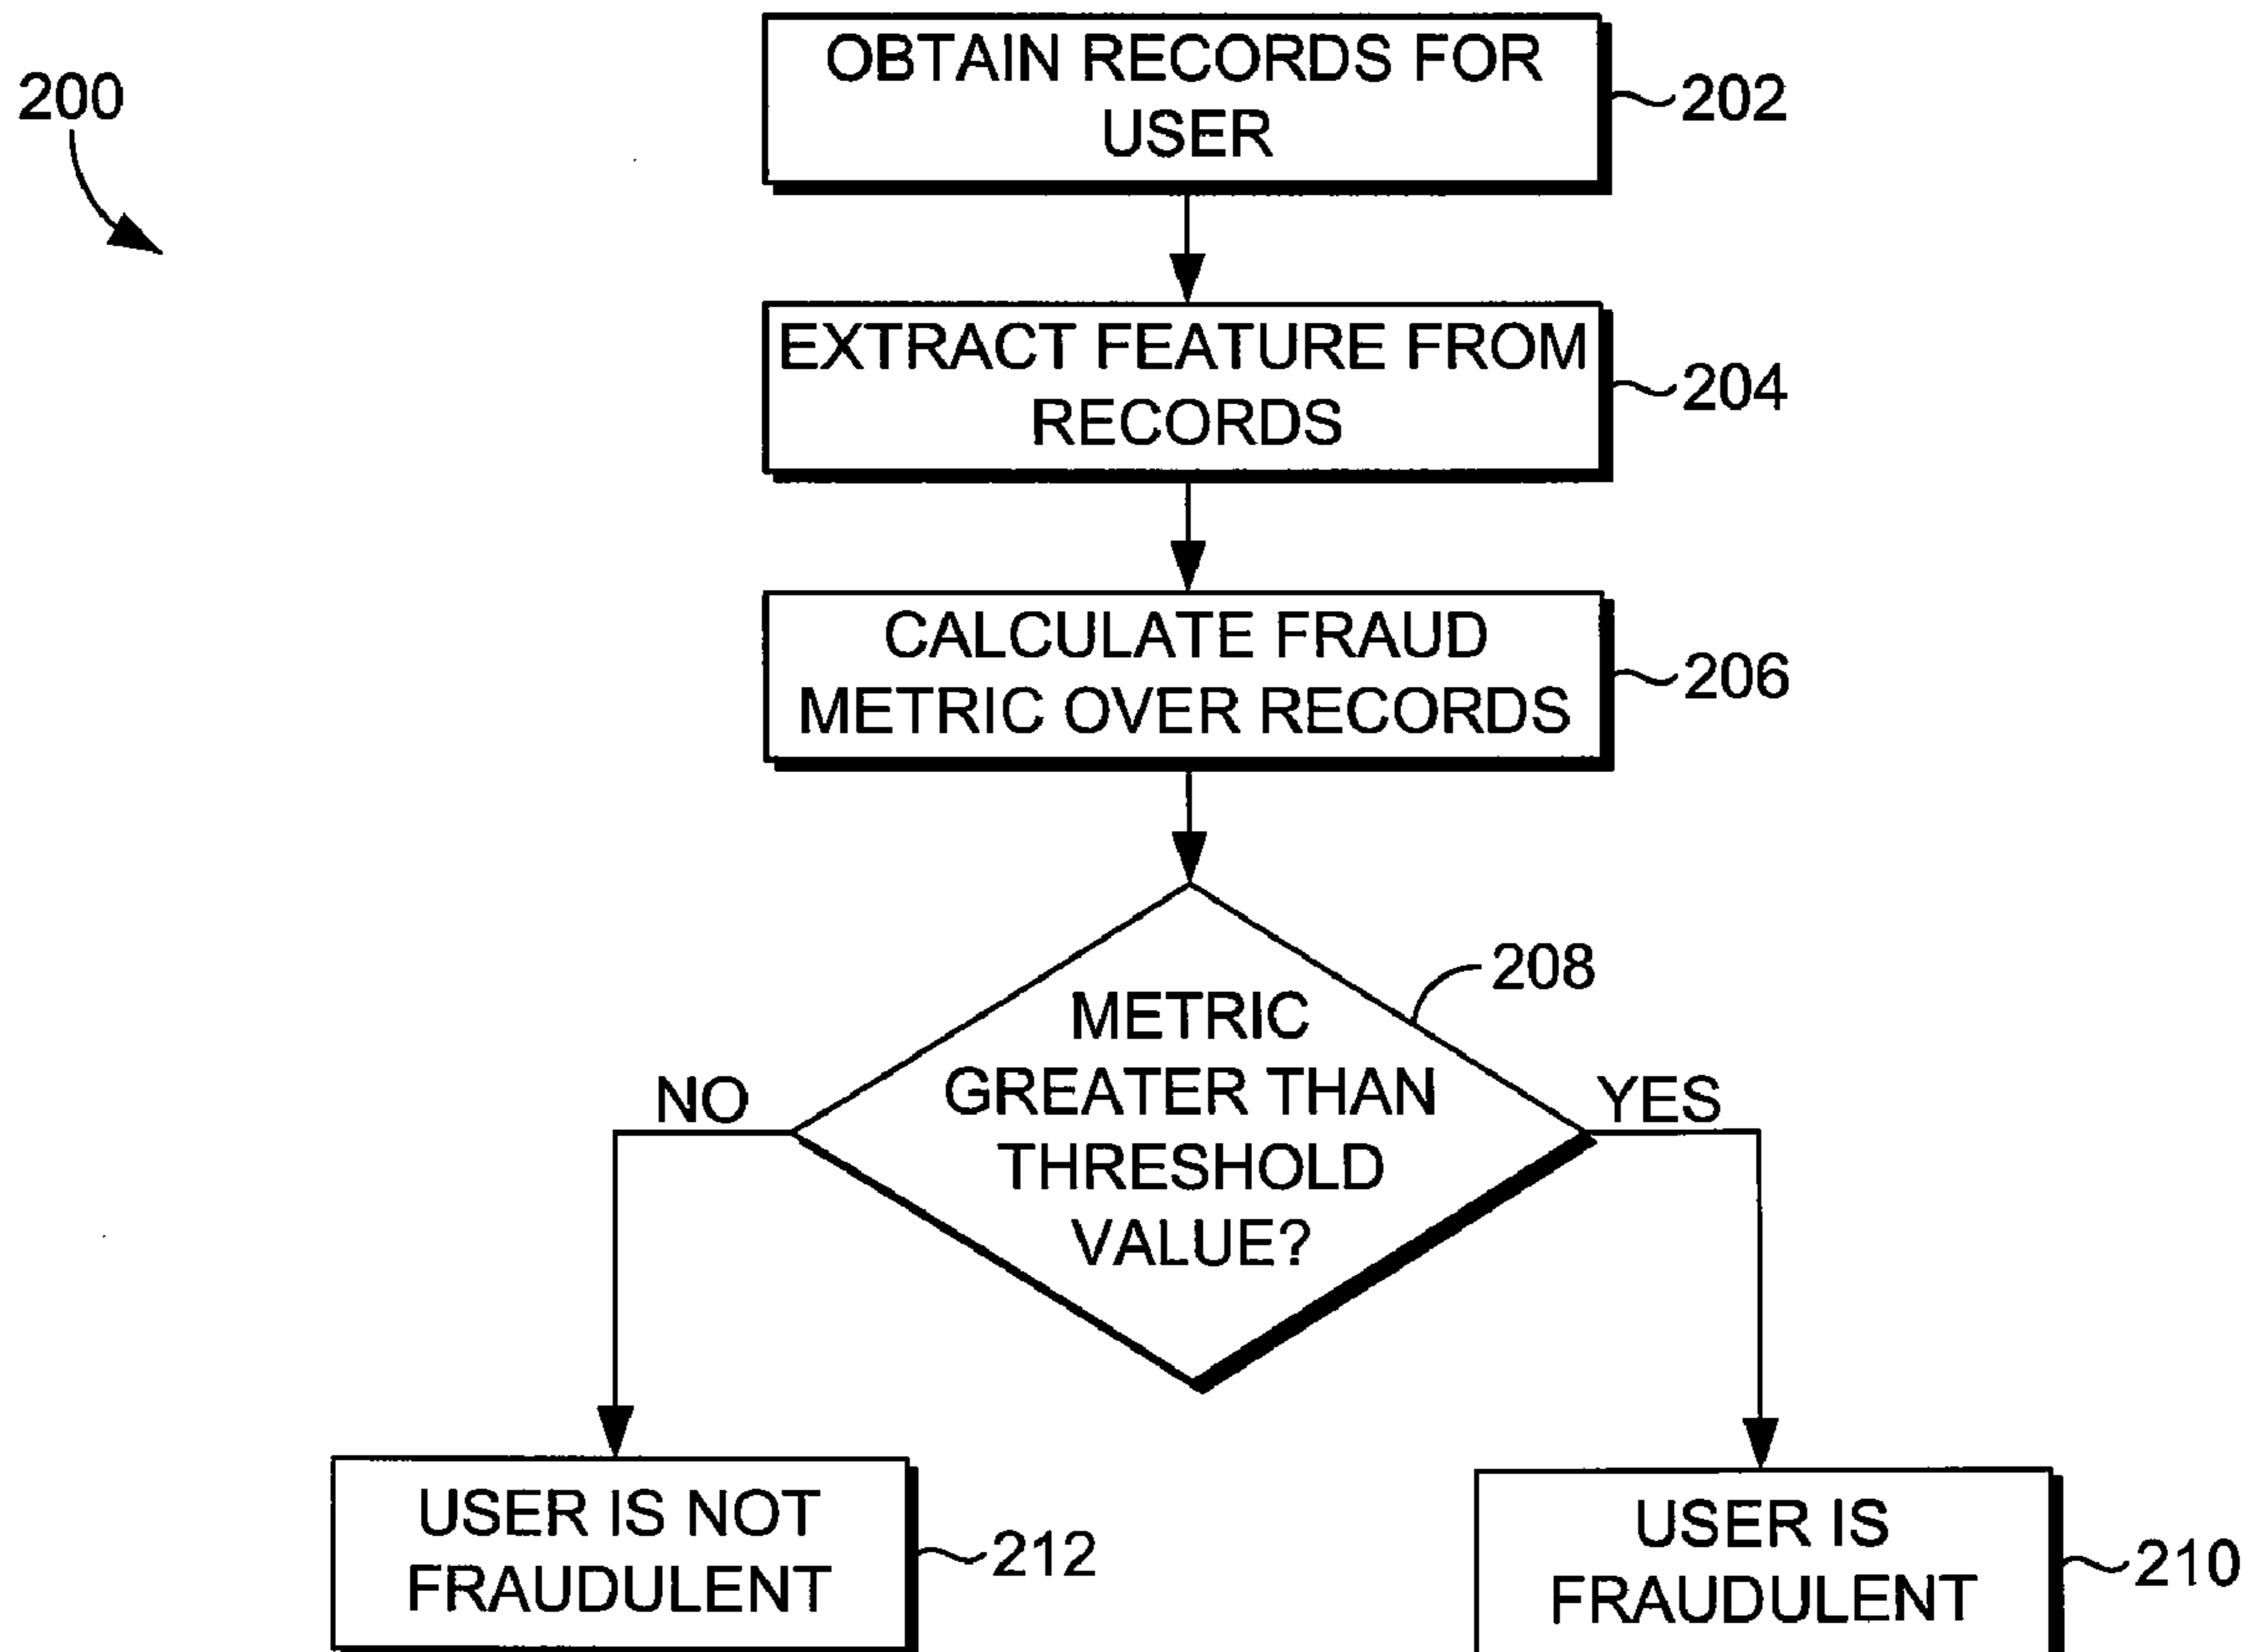 200
OBTAIN RECORDS FOR
USER
202
EXTRACT FEATURE FROM
RECORDS
204
CALCULATE FRAUD
METRIC OVER RECORDS
206
208
METRIC
GREATER THAN
THRESHOLD
VALUE?
NO
YES
USER IS NOT
FRAUDULENT
212
USER IS
FRAUDULENT
210